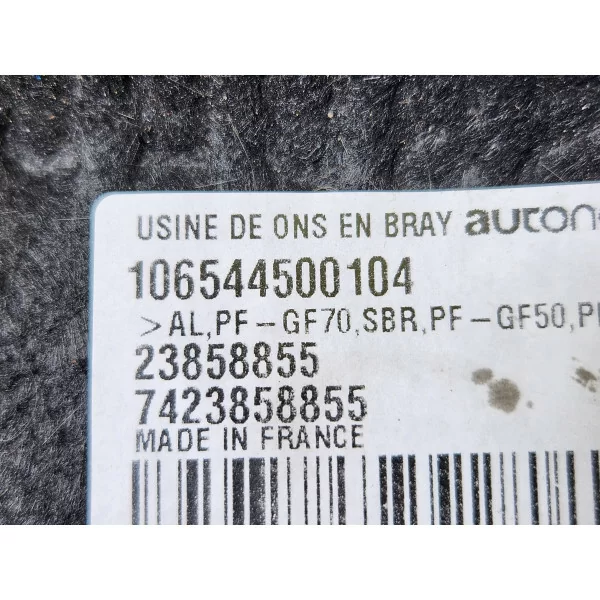 USINE DE ONS EN BRAY
106544500104
>AL,PF-GF70,SBR,PF-GF50,
23858855
7423858855
MADE IN FRANCE